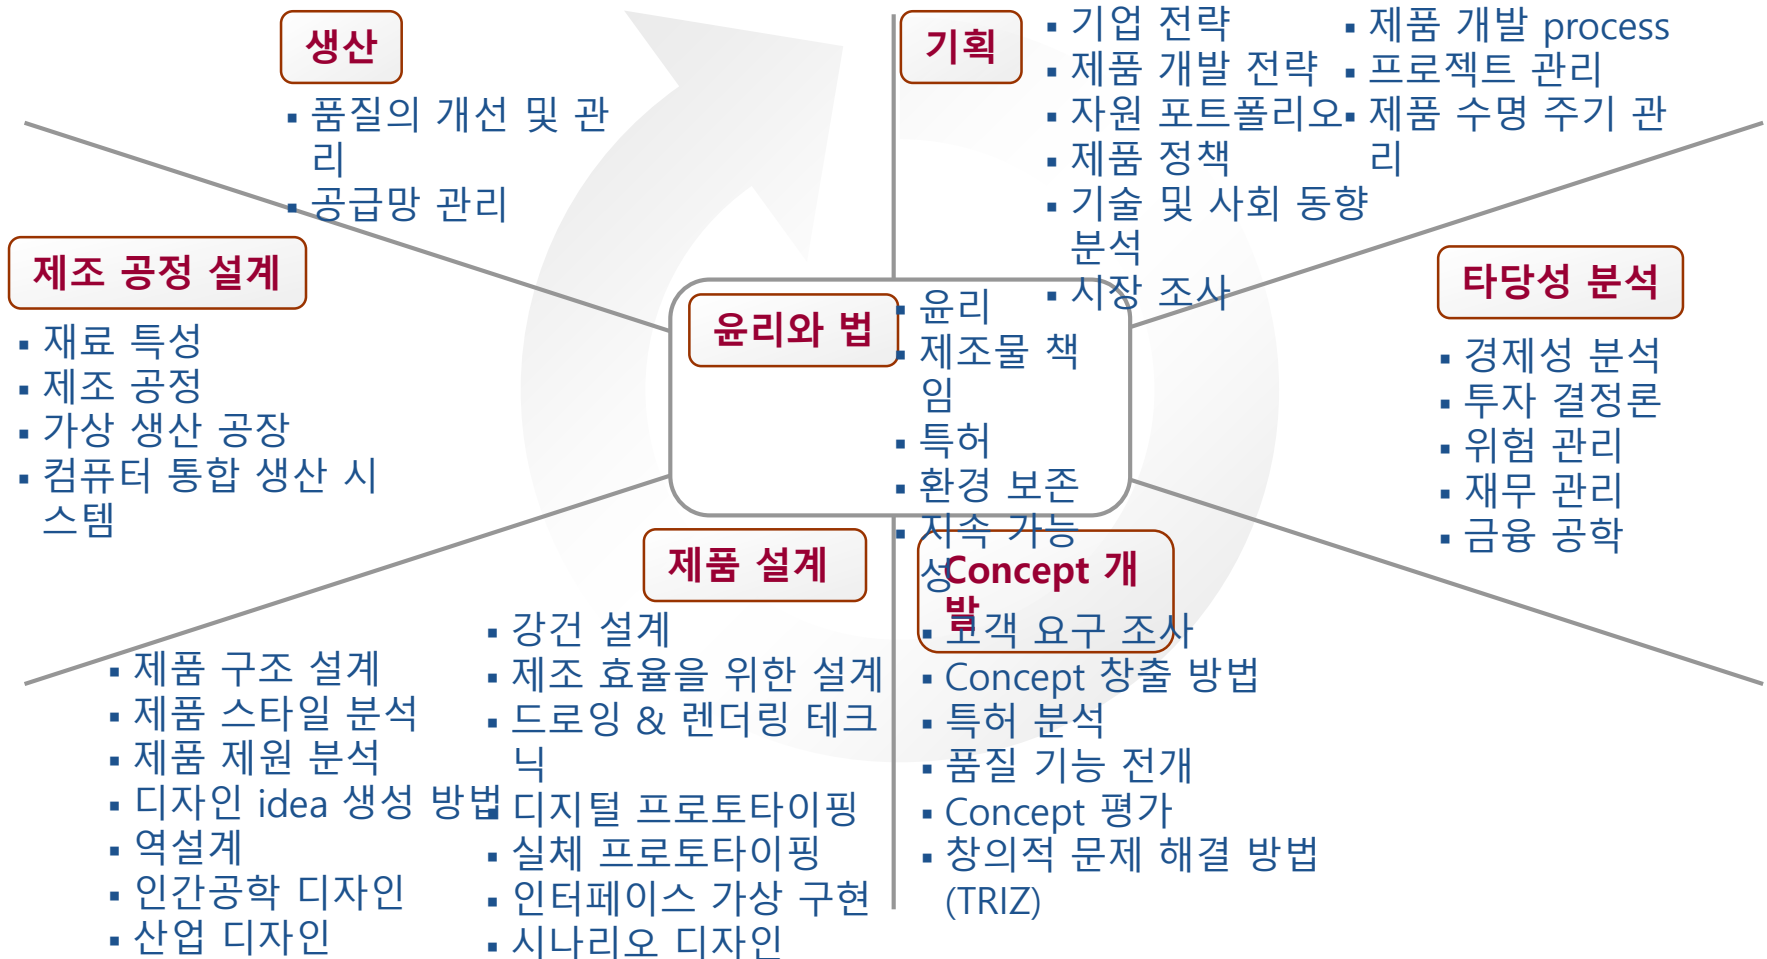 생산
▪ 품질의 개선 및 관
리
▪ 공급망 관리
기획
▪ 기업 전략
▪ 제품 개발 전략
▪ 자원 포트폴리오
▪ 제품 정책
▪ 기술 및 사회 동향
분석
▪ 시장 조사
▪ 제품 개발 process
▪ 프로젝트 관리
▪ 제품 수명 주기 관
리
제조 공정 설계
▪ 재료 특성
▪ 제조 공정
▪ 가상 생산 공장
▪ 컴퓨터 통합 생산 시
스템
윤리와 법
▪ 윤리
▪ 제조물 책
임
▪ 특허
▪ 환경 보존
▪ 지속 가능
성
타당성 분석
▪ 경제성 분석
▪ 투자 결정론
▪ 위험 관리
▪ 재무 관리
▪ 금융 공학
제품 설계
▪ 제품 구조 설계
▪ 제품 스타일 분석
▪ 제품 제원 분석
▪ 디자인 idea 생성 방법
▪ 역설계
▪ 인간공학 디자인
▪ 산업 디자인
▪ 강건 설계
▪ 제조 효율을 위한 설계
▪ 드로잉 & 렌더링 테크
닉
▪ 디지털 프로토타이핑
▪ 실체 프로토타이핑
▪ 인터페이스 가상 구현
▪ 시나리오 디자인
Concept 개
발
▪ 고객 요구 조사
▪ Concept 창출 방법
▪ 특허 분석
▪ 품질 기능 전개
▪ Concept 평가
▪ 창의적 문제 해결 방법
(TRIZ)